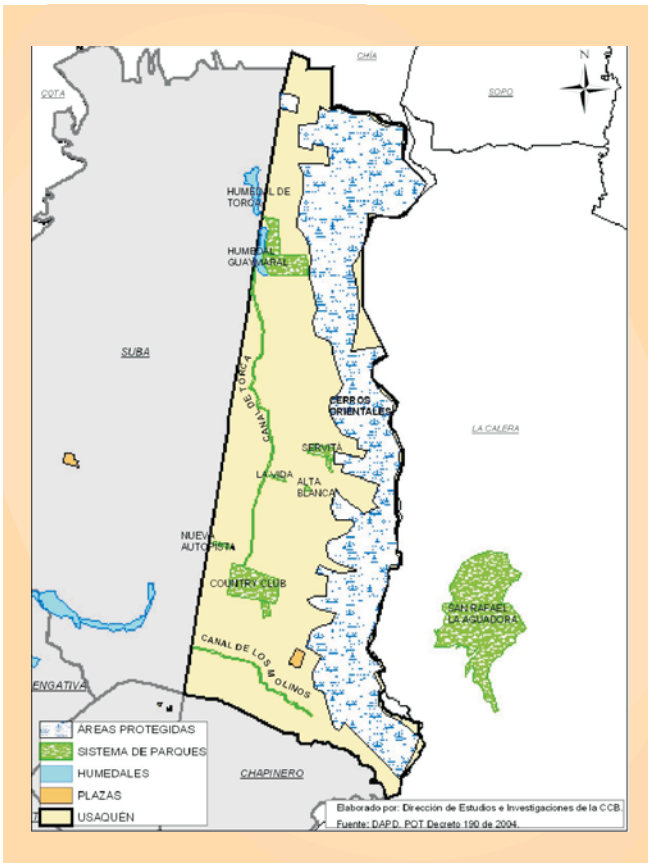 CHÍA
N
COTA
SOPO
HUMEDAL DE
TORCA
HUMEDAL
GUAYMARAL
SUBA
CANAL DE TORCA
CERROS
ORIENTALES
LA CALERA
SERVITÁ
LA VIDA
ALTA
BLANCA
NUEVA
AUTOPISTA
COUNTRY CLUB
SAN RAFAEL
LA AGUADORA
CANAL DE LOS MOLINOS
ENGATIVA
ÁREAS PROTEGIDAS
SISTEMA DE PARQUES
HUMEDALES
PLAZAS
USAQUÉN
CHAPINERO
Elaborado por: Dirección de Estudios e Investigaciones de la CCB.
Fuente: DAPD. POT Decreto 190 de 2004.